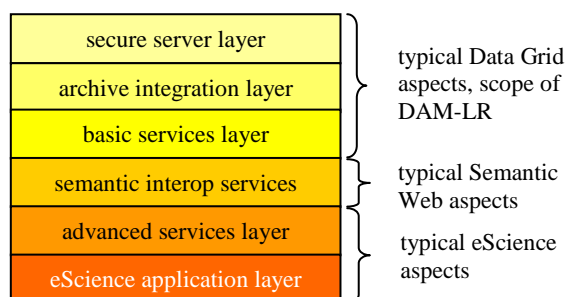 secure server layer
archive integration layer
basic services layer
semantic interop services
advanced services layer
eScience application layer
typical Data Grid
aspects, scope of
DAM-LR
typical Semantic
Web aspects
typical eScience
aspects